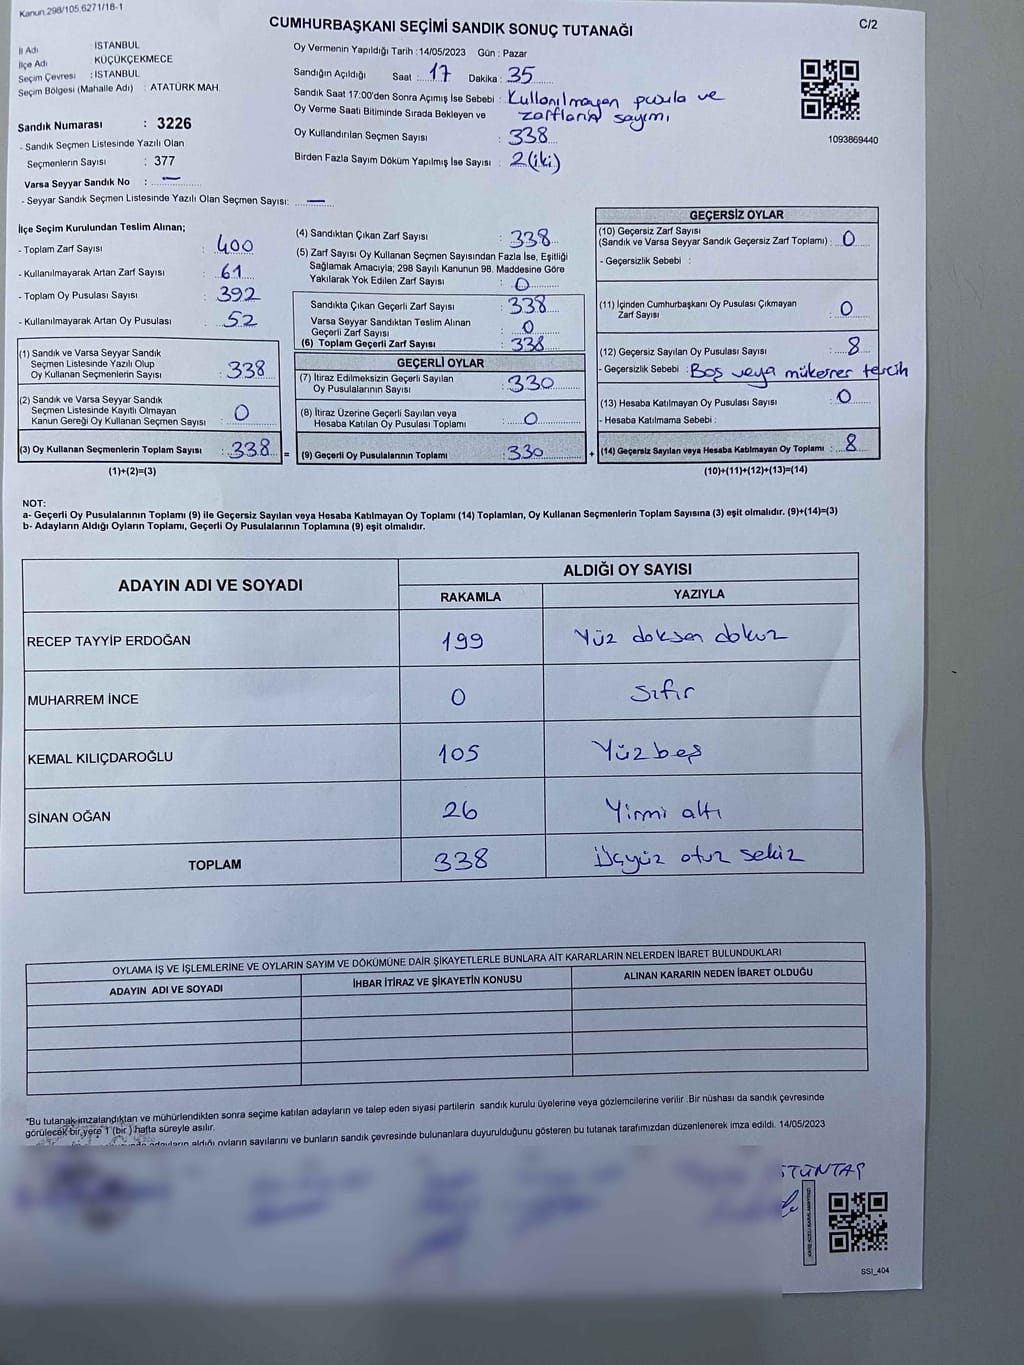 Kanun.298/105,6271/18-1
CUMHURBAŞKANI SEÇİMİ SANDIK SONUÇ TUTANAĞI
C/2
İl Adı İSTANBUL
İlçe Adı KÜÇÜKÇEKMECE
Seçim Çevresi : İSTANBUL
Seçim Bölgesi (Mahalle Adı) : ATATÜRK MAH.
Sandık Numarası : 3226
- Sandık Seçmen Listesinde Yazılı Olan
Seçmenlerin Sayısı : 377
Varsa Seyyar Sandık No : —
- Seyyar Sandık Seçmen Listesinde Yazılı Olan Seçmen Sayısı: —
Oy Vermenin Yapıldığı Tarih : 14/05/2023 Gün : Pazar
Sandığın Açıldığı Saat : 17 Dakika : 35
Sandık Saat 17:00'den Sonra Açımış İse Sebebi : Kullanılmayan pusula ve
Oy Verme Saati Bitiminde Sırada Bekleyen ve zarfların sayımı
Oy Kullandırılan Seçmen Sayısı : 338
Birden Fazla Sayım Döküm Yapılmış İse Sayısı : 2 (iki)
1093869440
İlçe Seçim Kurulundan Teslim Alınan;
- Toplam Zarf Sayısı : 400
- Kullanılmayarak Artan Zarf Sayısı : 61
- Toplam Oy Pusulası Sayısı : 392
- Kullanılmayarak Artan Oy Pusulası : 52
(1) Sandık ve Varsa Seyyar Sandık
Seçmen Listesinde Yazılı Olup
Oy Kullanan Seçmenlerin Sayısı : 338
(2) Sandık ve Varsa Seyyar Sandık
Seçmen Listesinde Kayıtlı Olmayan
Kanun Gereği Oy Kullanan Seçmen Sayısı : 0
(3) Oy Kullanan Seçmenlerin Toplam Sayısı : 338 =
(1)+(2)=(3)
(4) Sandıktan Çıkan Zarf Sayısı : 338
(5) Zarf Sayısı Oy Kullanan Seçmen Sayısından Fazla İse, Eşitliği
Sağlamak Amacıyla; 298 Sayılı Kanunun 98. Maddesine Göre
Yakılarak Yok Edilen Zarf Sayısı : 0
Sandıkta Çıkan Geçerli Zarf Sayısı : 338
Varsa Seyyar Sandıktan Teslim Alınan
Geçerli Zarf Sayısı : 0
(6) Toplam Geçerli Zarf Sayısı : 338
GEÇERLİ OYLAR
(7) İtiraz Edilmeksizin Geçerli Sayılan
Oy Pusulalarının Sayısı : 330
(8) İtiraz Üzerine Geçerli Sayılan veya
Hesaba Katılan Oy Pusulası Toplamı : 0
(9) Geçerli Oy Pusulalarının Toplamı : 330 +
GEÇERSİZ OYLAR
(10) Geçersiz Zarf Sayısı
(Sandık ve Varsa Seyyar Sandık Geçersiz Zarf Toplamı) : 0
- Geçersizlik Sebebi :
(11) İçinden Cumhurbaşkanı Oy Pusulası Çıkmayan
Zarf Sayısı : 0
(12) Geçersiz Sayılan Oy Pusulası Sayısı : 8
- Geçersizlik Sebebi : Boş veya mükerrer tercih
(13) Hesaba Katılmayan Oy Pusulası Sayısı : 0
- Hesaba Katılmama Sebebi :
(14) Geçersiz Sayılan veya Hesaba Katılmayan Oy Toplamı : 8
(10)+(11)+(12)+(13)=(14)
NOT:
a- Geçerli Oy Pusulalarının Toplamı (9) ile Geçersiz Sayılan veya Hesaba Katılmayan Oy Toplamı (14) Toplamları, Oy Kullanan Seçmenlerin Toplam Sayısına (3) eşit olmalıdır. (9)+(14)=(3)
b- Adayların Aldığı Oyların Toplamı, Geçerli Oy Pusulalarının Toplamına (9) eşit olmalıdır.
ADAYIN ADI VE SOYADI ALDIĞI OY SAYISI
RAKAMLA YAZIYLA
RECEP TAYYİP ERDOĞAN 199 Yüz doksan dokuz
MUHARREM İNCE 0 Sıfır
KEMAL KILIÇDAROĞLU 105 Yüz beş
SİNAN OĞAN 26 Yirmi altı
TOPLAM 338 Üçyüz otuz sekiz
OYLAMA İŞ VE İŞLEMLERİNE VE OYLARIN SAYIM VE DÖKÜMÜNE DAİR ŞİKAYETLERLE BUNLARA AİT KARARLARIN NELERDEN İBARET BULUNDUKLARI
ADAYIN ADI VE SOYADI İHBAR İTİRAZ VE ŞİKAYETİN KONUSU ALINAN KARARIN NEDEN İBARET OLDUĞU
*Bu tutanak imzalandıktan ve mühürlendikten sonra seçime katılan adayların ve talep eden siyasi partilerin sandık kurulu üyelerine veya gözlemcilerine verilir .Bir nüshası da sandık çevresinde
görülecek bir yere 1 (bir ) hafta süreyle asılır.
aldığı oyların sayılarını ve bunların sandık çevresinde bulunanlara duyurulduğunu gösteren bu tutanak tarafımızdan düzenlenerek imza edildi. 14/05/2023
STÜNTAŞ
SSI_404